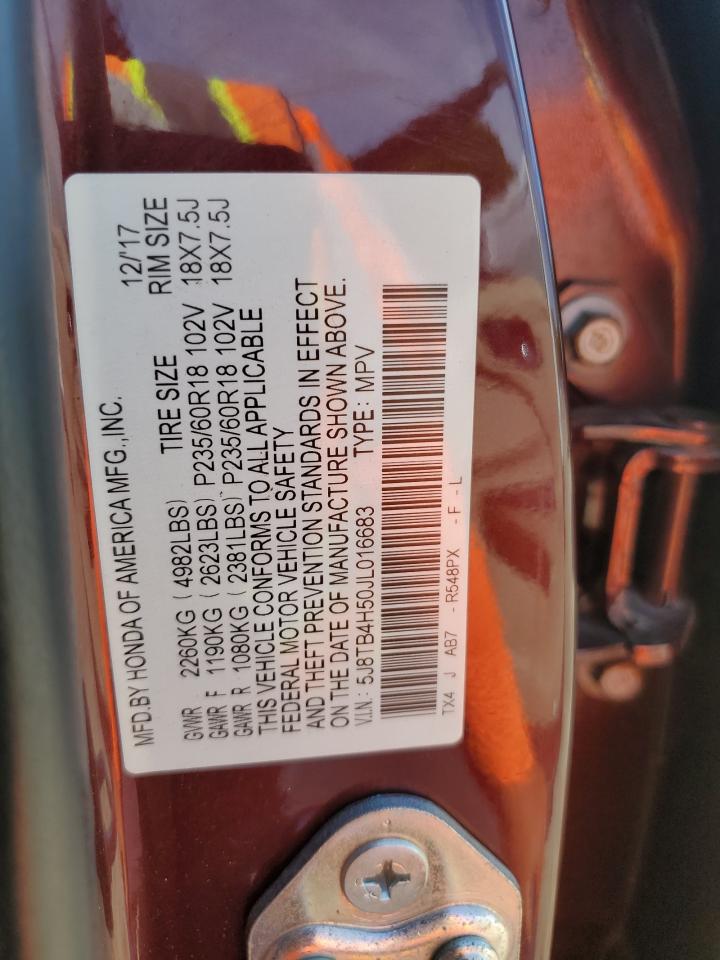 MFD.BY HONDA OF AMERICA MFG.,INC. 12/'17
TIRE SIZE RIM SIZE
GVWR 2260KG ( 4982LBS)
GAWR F 1190KG ( 2623LBS) P235/60R18 102V 18X7.5J
GAWR R 1080KG ( 2381LBS) P235/60R18 102V 18X7.5J
THIS VEHICLE CONFORMS TO ALL APPLICABLE
FEDERAL MOTOR VEHICLE SAFETY
AND THEFT PREVENTION STANDARDS IN EFFECT
ON THE DATE OF MANUFACTURE SHOWN ABOVE.
V.I.N.: 5J8TB4H50JL016683 TYPE: MPV
TX4 J AB7 - R548PX - F - L